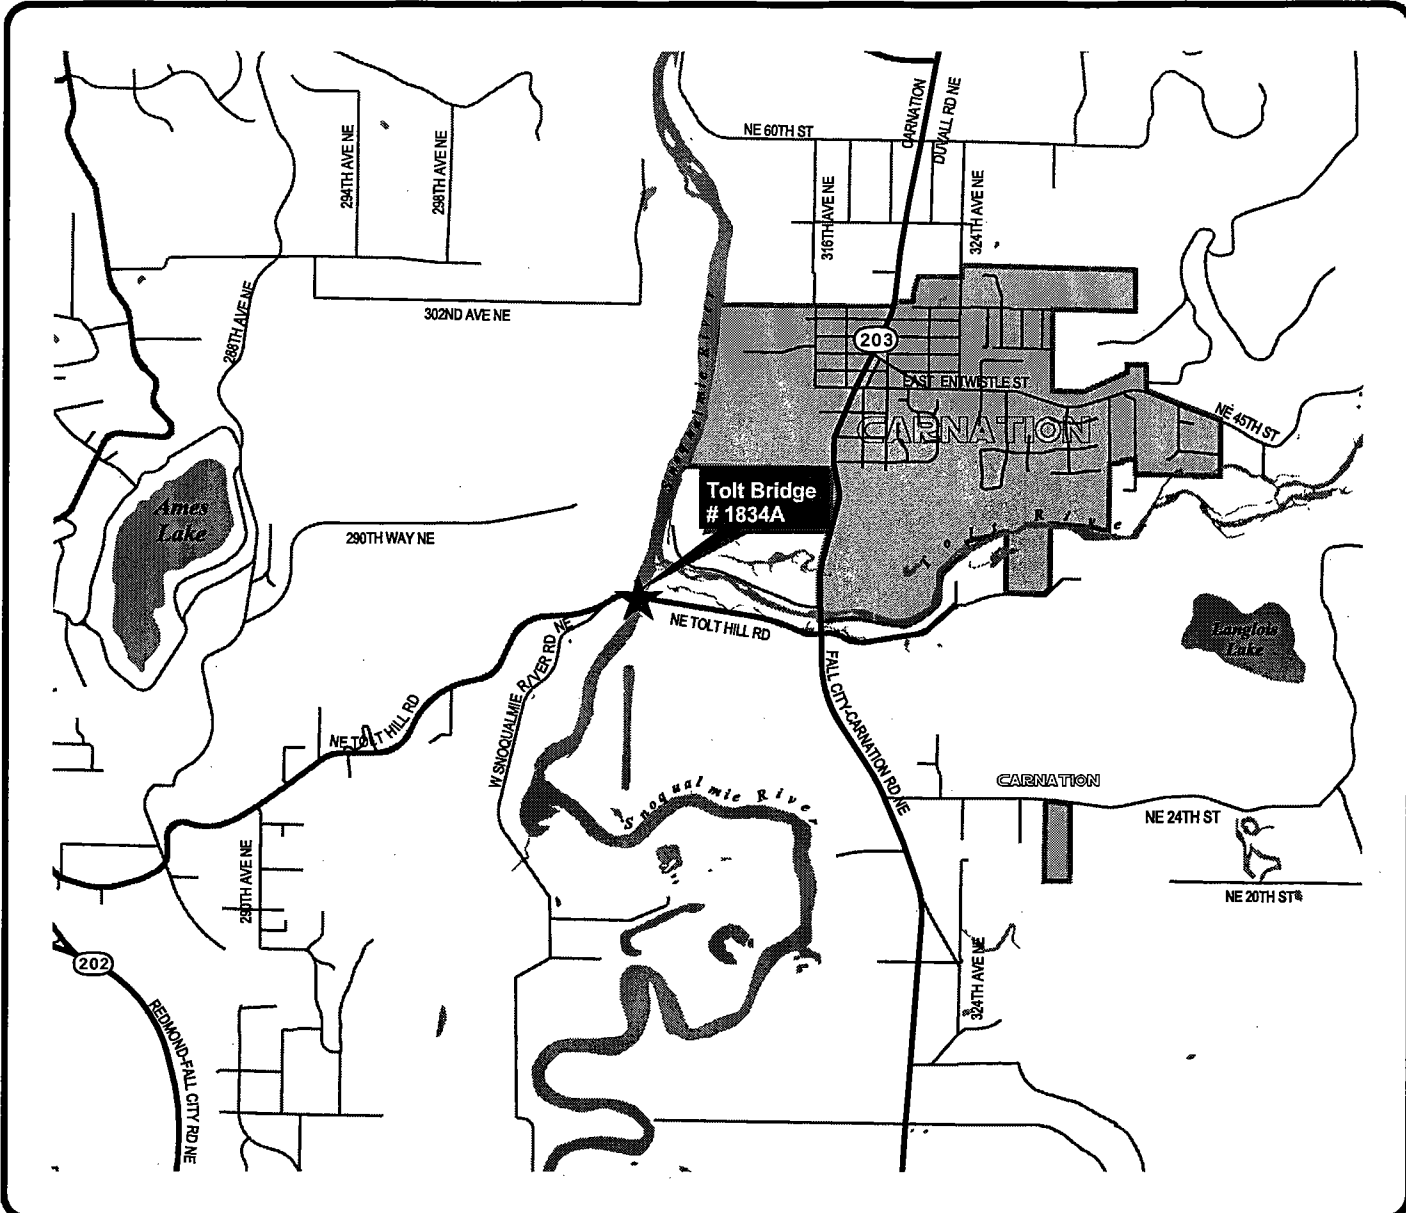 CARNATION
DUVALL RD NE
NE 60TH ST
294TH AVE NE
298TH AVE NE
316TH AVE NE
324TH AVE NE
288TH AVE NE
302ND AVE NE
Snoqualmie River
203
EAST ENTWISTLE ST
CARNATION
NE 45TH ST
Tolt Bridge
# 1834A
Ames
Lake
290TH WAY NE
NE TOLT HILL RD
Langlois
Lake
W SNOQUALMIE RIVER RD NE
FALL CITY-CARNATION RD NE
NE TOLT HILL RD
CARNATION
Snoqualmie River
NE 24TH ST
290TH AVE NE
NE 20TH ST
202
324TH AVE NE
REDMOND-FALL CITY RD NE